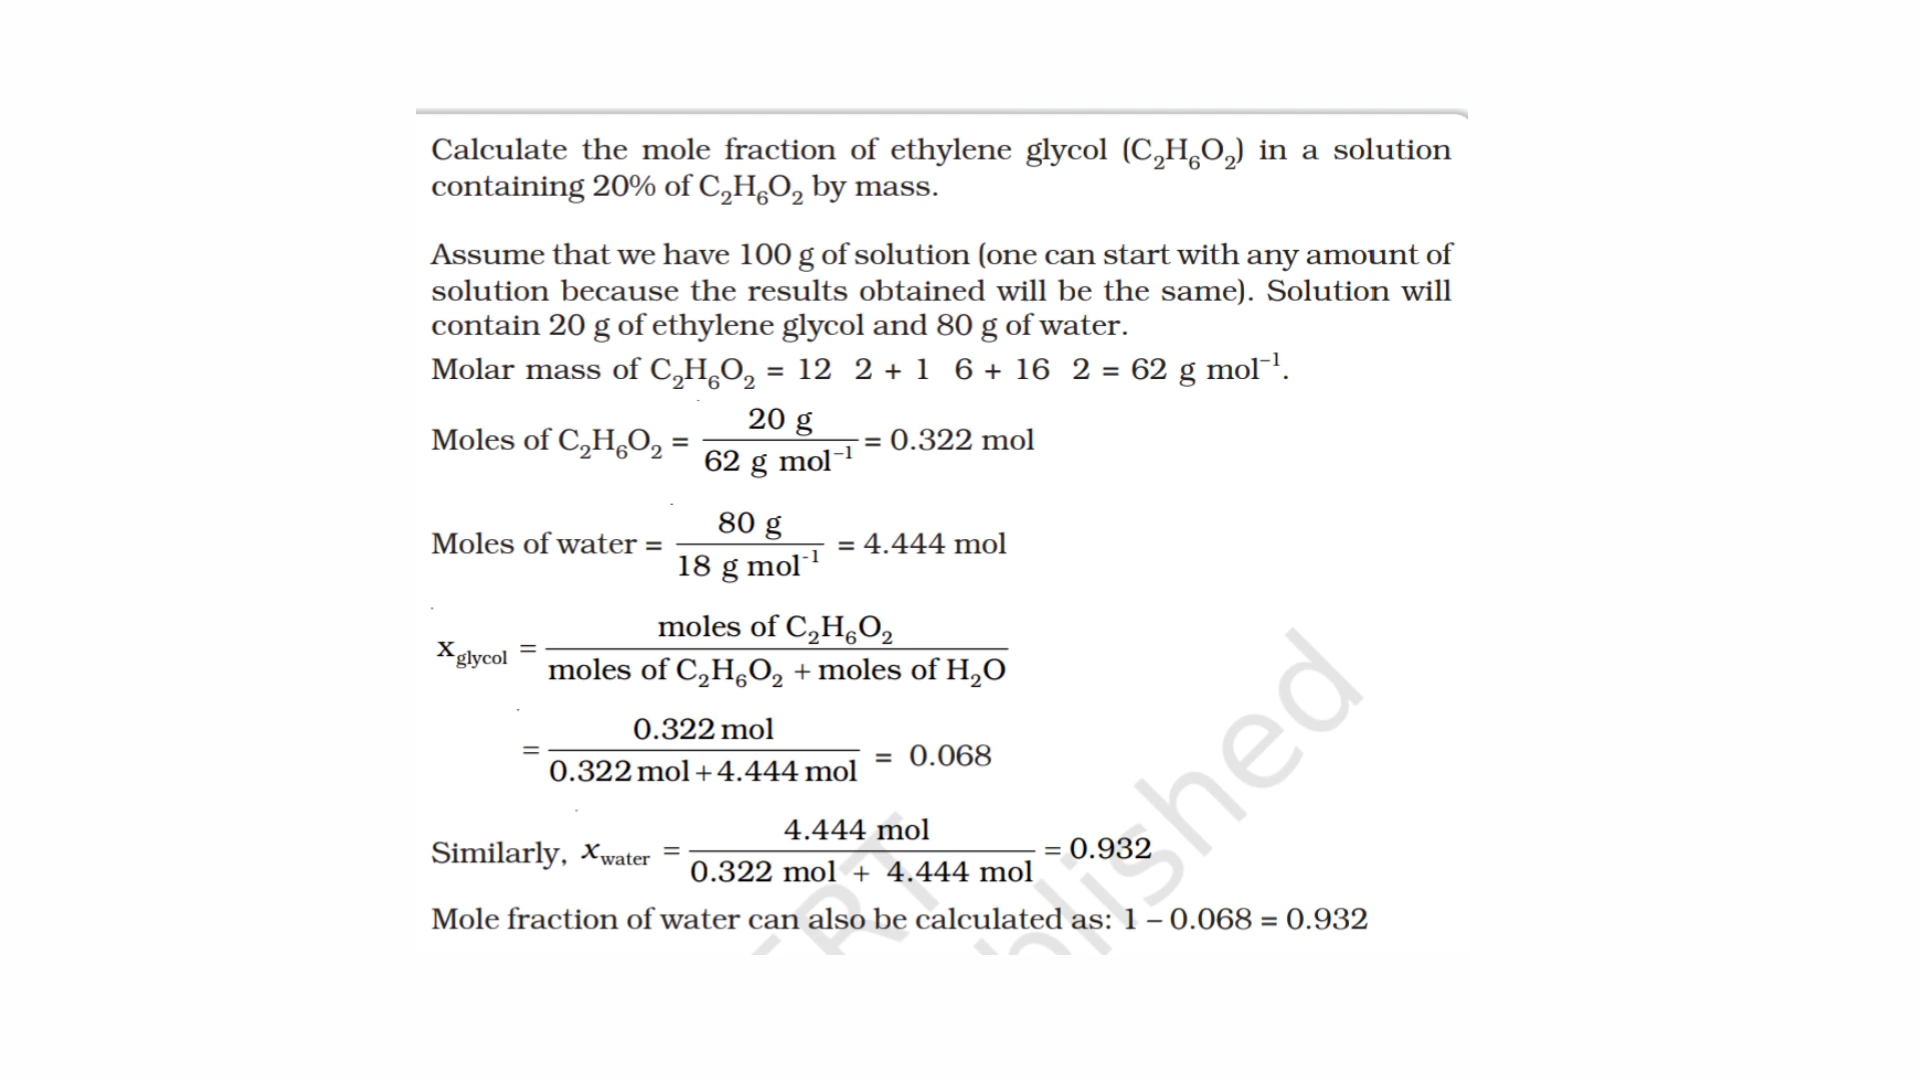 Calculate the mole fraction of ethylene glycol (C₂H₆O₂) in a solution
containing 20% of C₂H₆O₂ by mass.
Assume that we have 100 g of solution (one can start with any amount of
solution because the results obtained will be the same). Solution will
contain 20 g of ethylene glycol and 80 g of water.
Molar mass of C₂H₆O₂ = 12 2 + 1 6 + 16 2 = 62 g mol⁻¹.
Moles of C₂H₆O₂ = 20 g / 62 g mol⁻¹ = 0.322 mol
Moles of water = 80 g / 18 g mol⁻¹ = 4.444 mol
x glycol = moles of C₂H₆O₂ / moles of C₂H₆O₂ + moles of H₂O
= 0.322 mol / 0.322 mol + 4.444 mol = 0.068
Similarly, x water = 4.444 mol / 0.322 mol + 4.444 mol = 0.932
Mole fraction of water can also be calculated as: 1 – 0.068 = 0.932